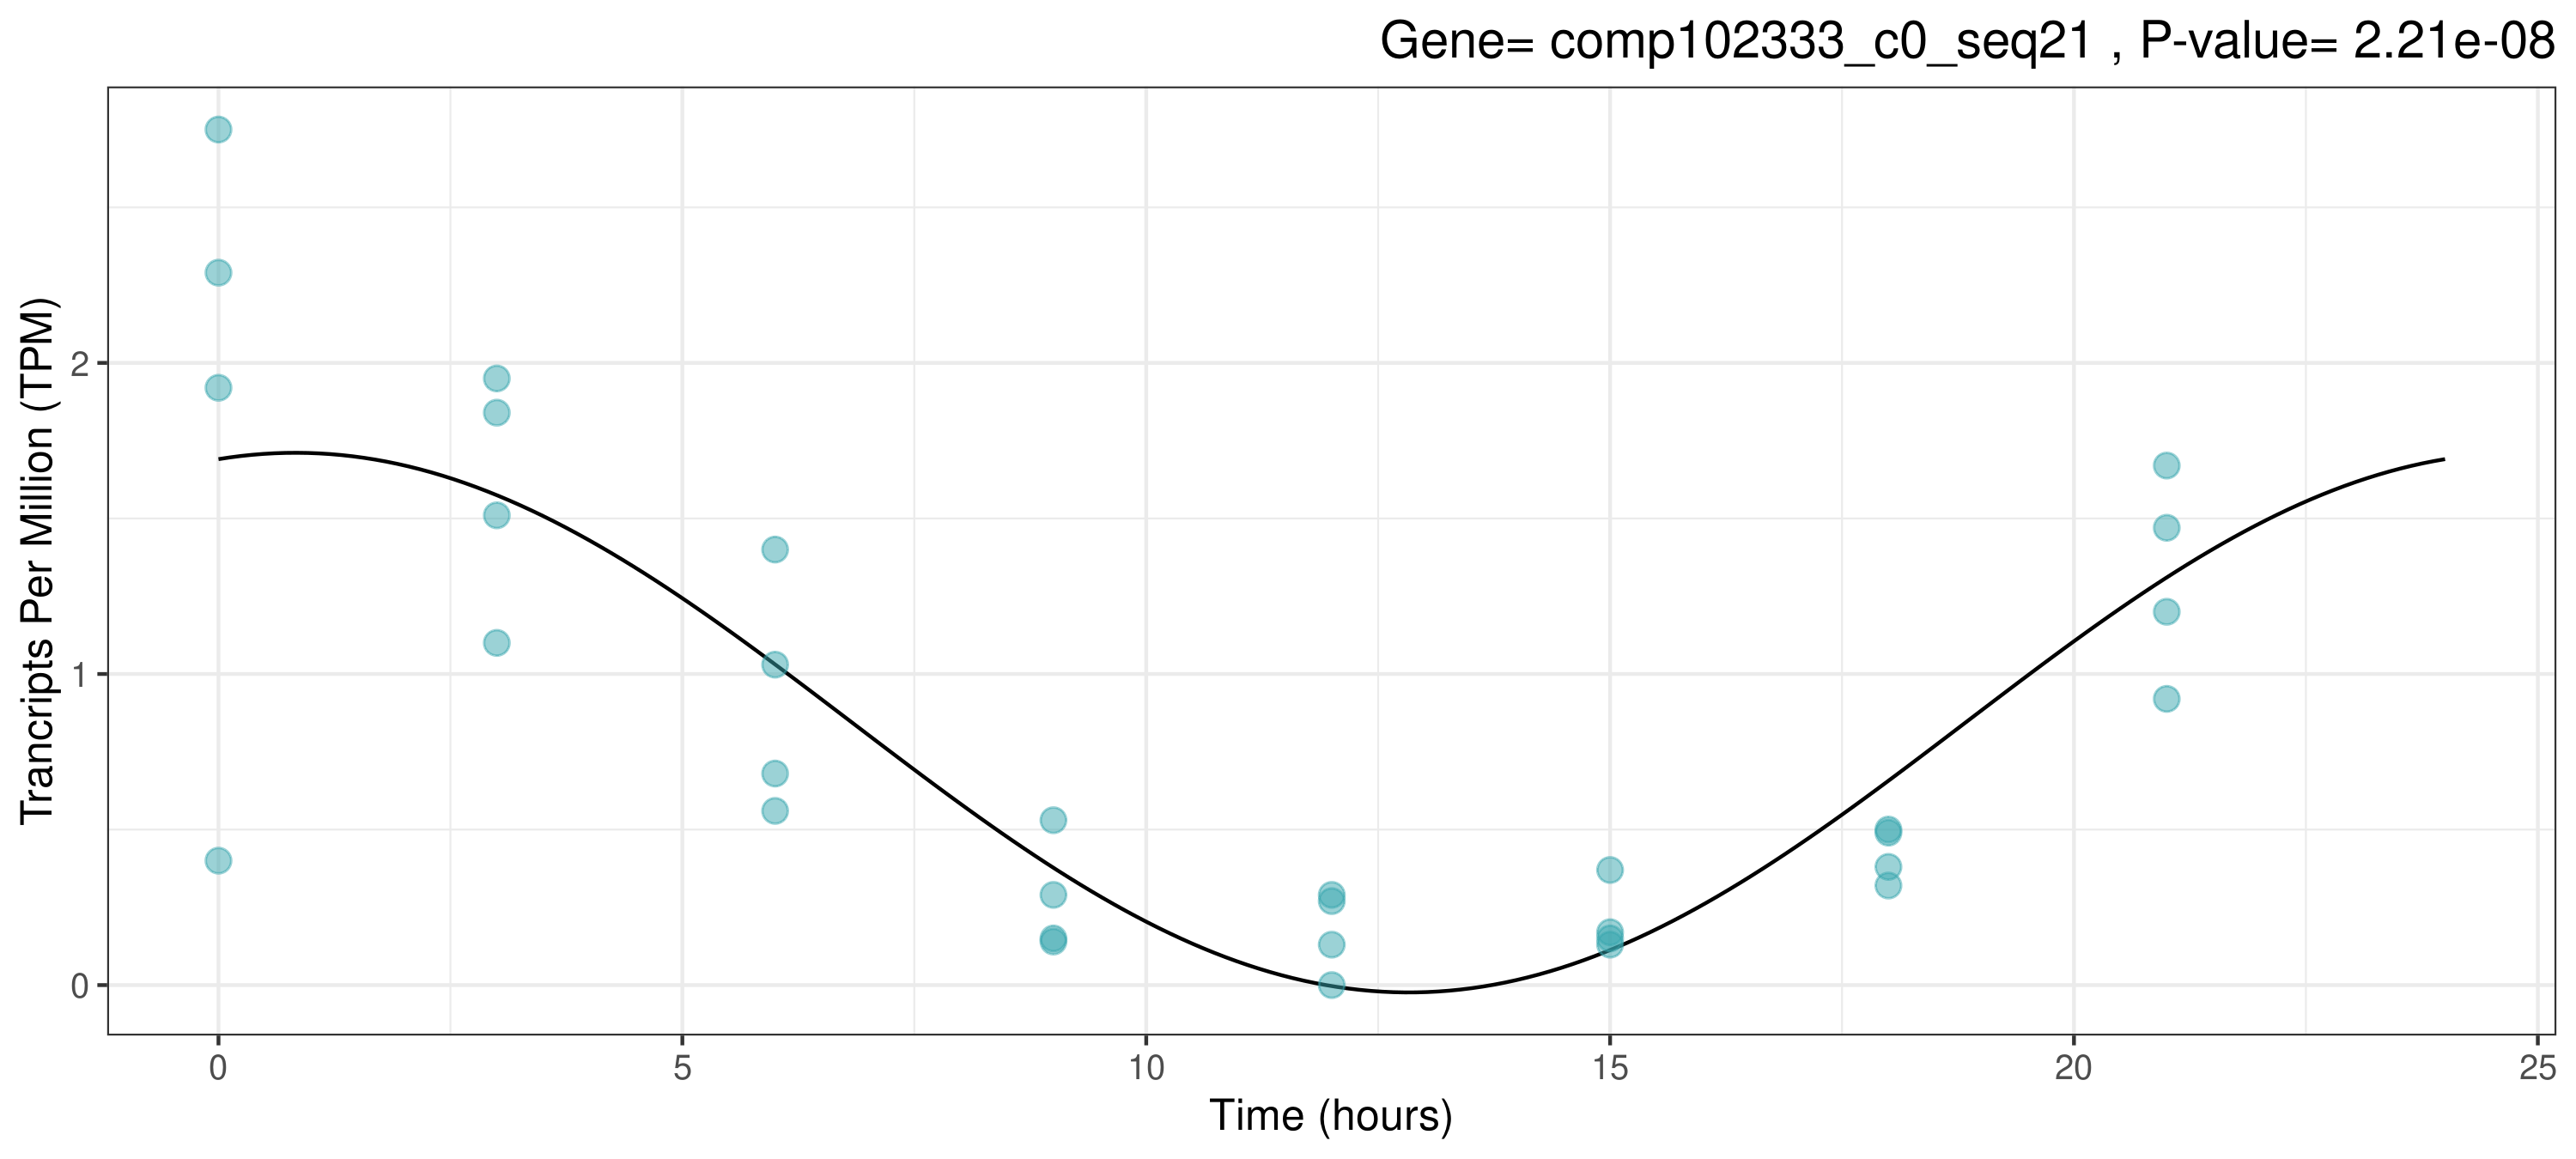 Gene= comp102333_c0_seq21 , P-value= 2.21e-08
Trancripts Per Million (TPM)
2
1
0
0 5 10 15 20 25
Time (hours)